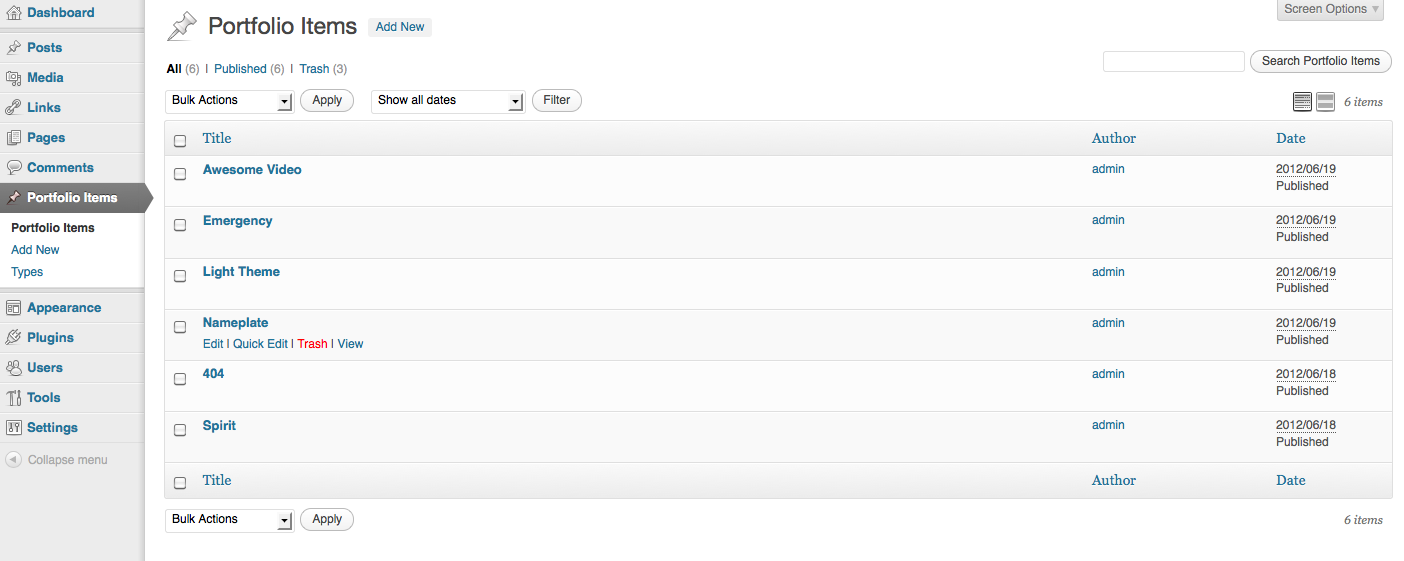 Dashboard
Posts
Media
Links
Pages
Comments
Portfolio Items
Portfolio Items
Add New
Types
Appearance
Plugins
Users
Tools
Settings
Collapse menu
Screen Options
Portfolio Items Add New
All (6) | Published (6) | Trash (3)
Search Portfolio Items
Bulk Actions Apply Show all dates Filter 6 items
Title Author Date
Awesome Video admin 2012/06/19
Published
Emergency admin 2012/06/19
Published
Light Theme admin 2012/06/19
Published
Nameplate admin 2012/06/19
Edit | Quick Edit | Trash | View Published
404 admin 2012/06/18
Published
Spirit admin 2012/06/18
Published
Title Author Date
Bulk Actions Apply 6 items